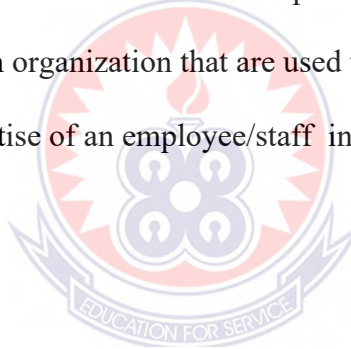 n organization that are used
tise of an employee/staff in
EDUCATION FOR SERVICE